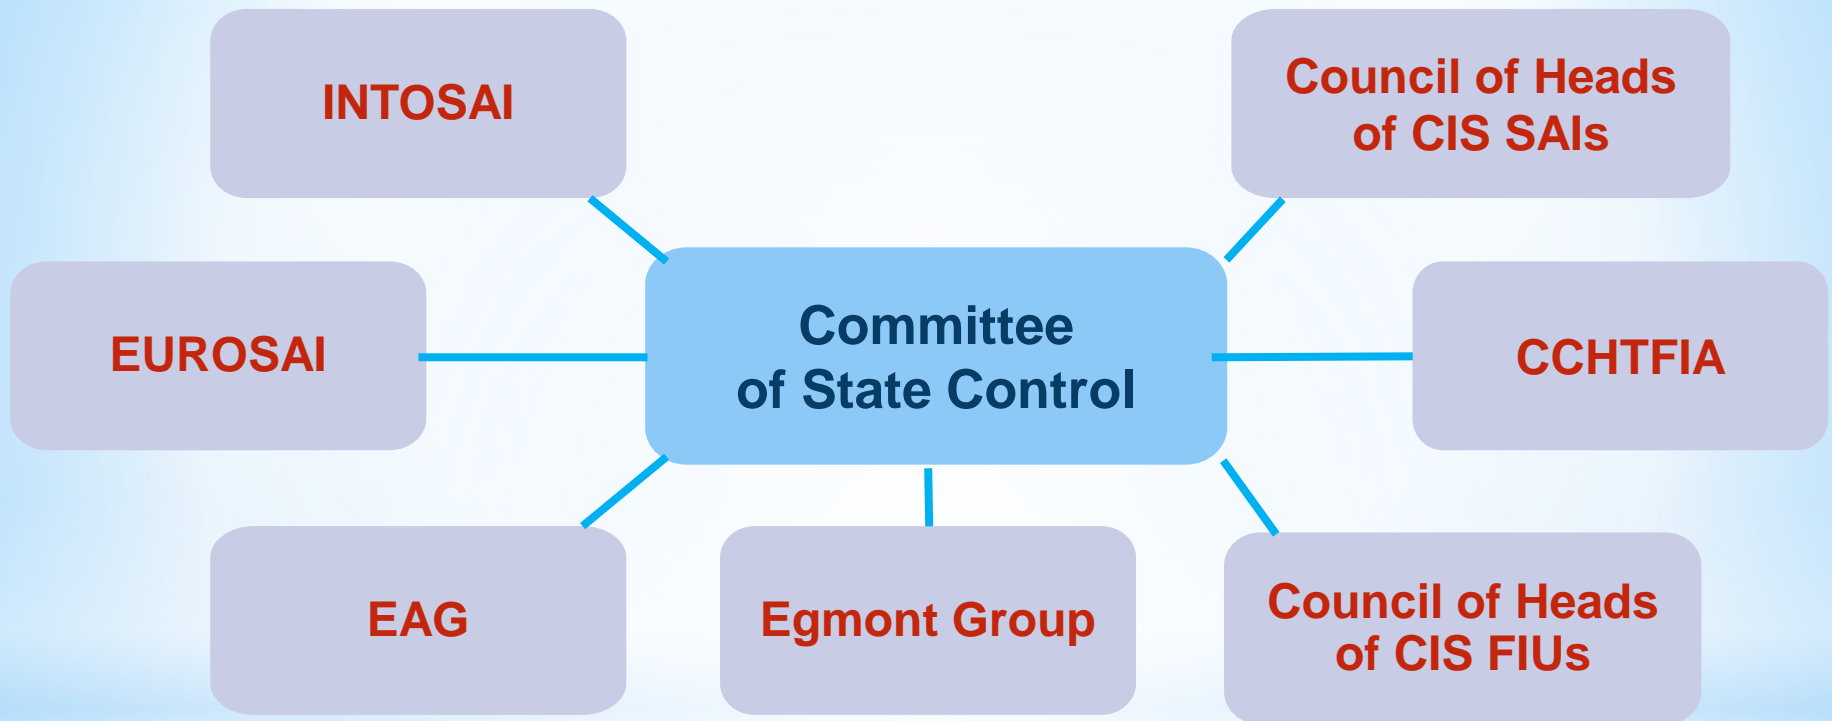 INTOSAI
Council of Heads
of CIS SAIs
EUROSAI
Committee
of State Control
CCHTFIA
EAG
Egmont Group
Council of Heads
of CIS FIUs